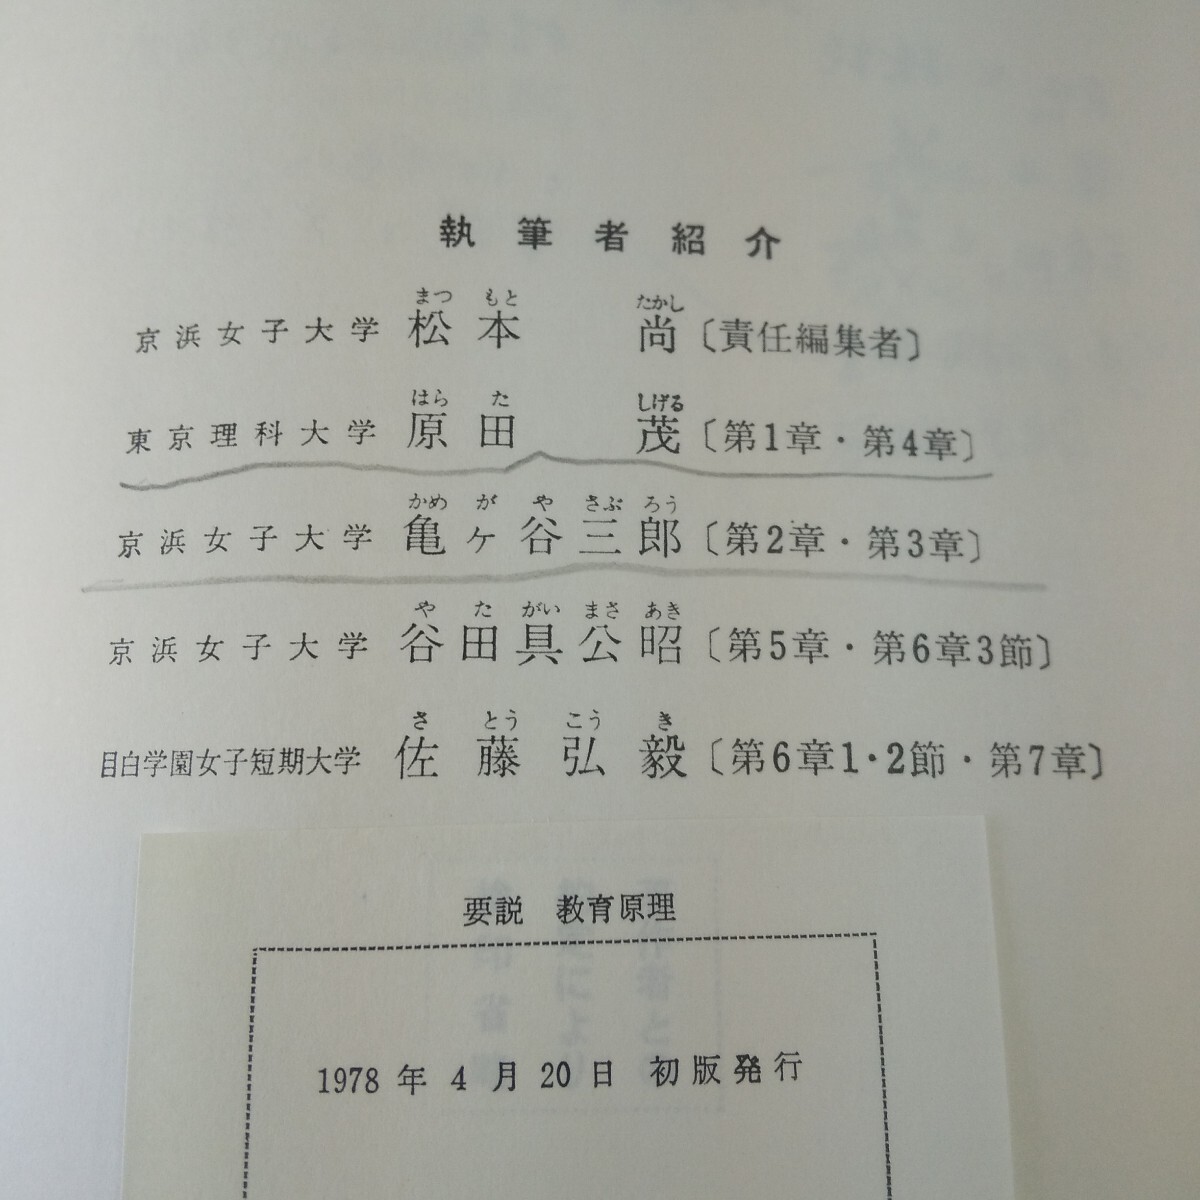 執筆者紹介
まつ もと たかし
京浜女子大学 松本 尚〔責任編集者〕
はら た しげる
東京理科大学 原田 茂〔第1章・第4章〕
かめ が や さぶ ろう
京浜女子大学 亀ヶ谷三郎〔第2章・第3章〕
や た がい まさ あき
京浜女子大学 谷田具公昭〔第5章・第6章3節〕
さ とう こう き
目白学園女子短期大学 佐藤弘毅〔第6章1・2節・第7章〕
要説 教育原理
1978年4月20日 初版発行